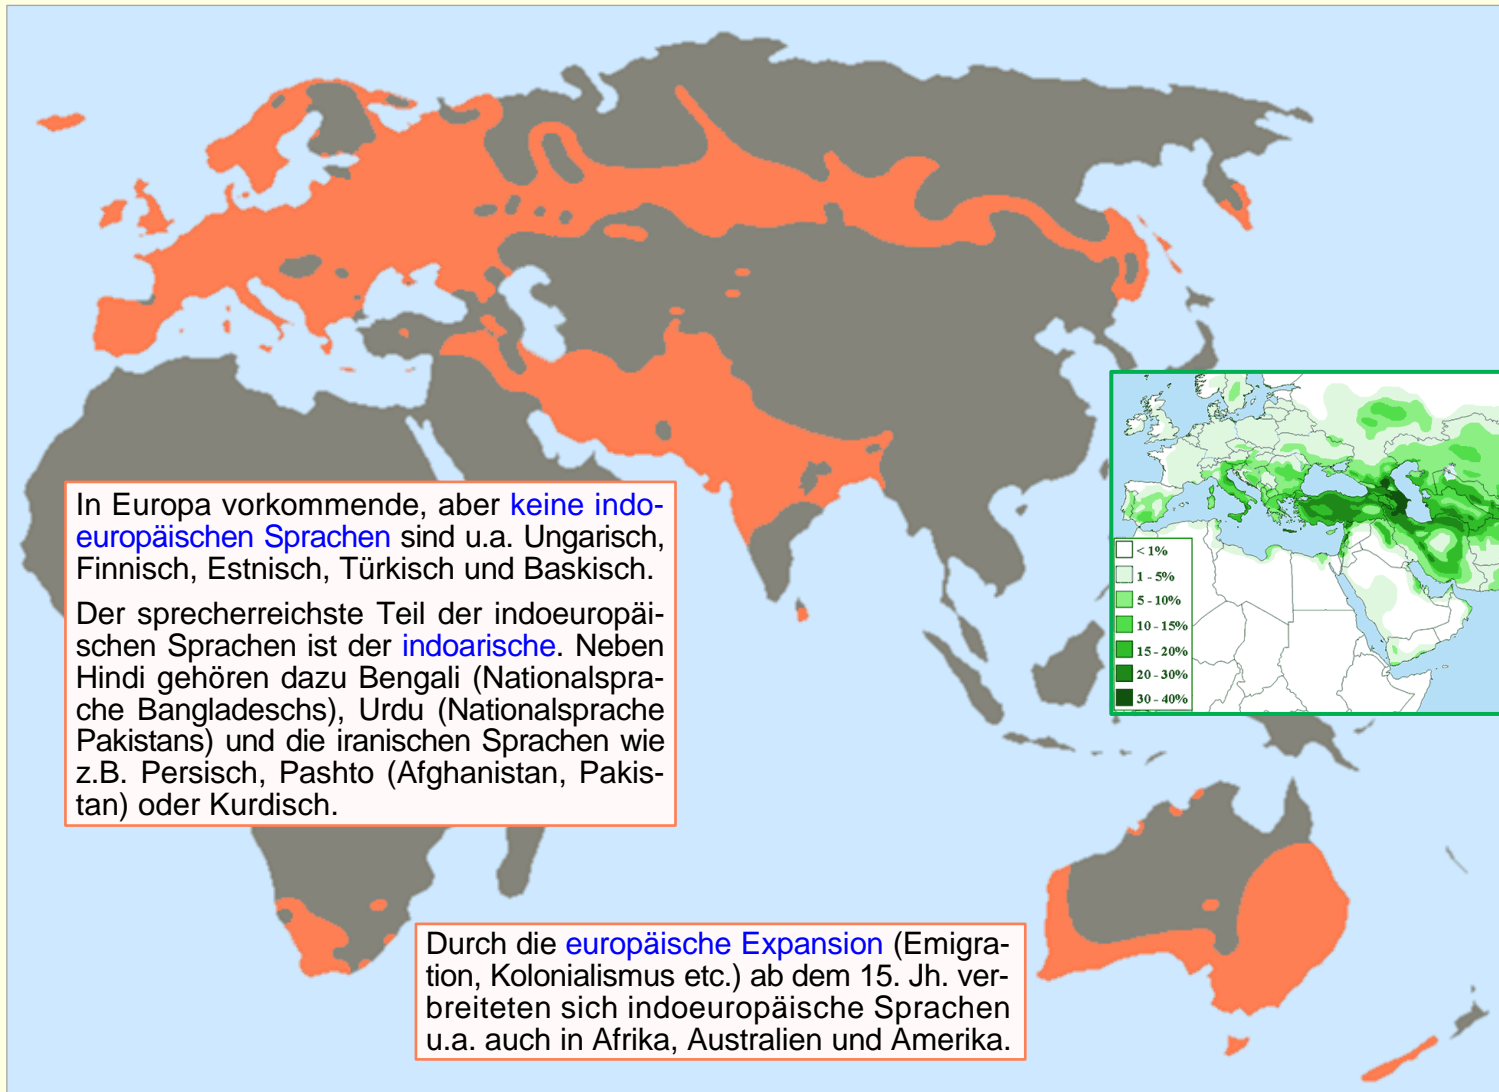 In Europa vorkommende, aber keine indo-
europäischen Sprachen sind u.a. Ungarisch,
Finnisch, Estnisch, Türkisch und Baskisch.
Der sprecherreichste Teil der indoeuropäi-
schen Sprachen ist der indoarische. Neben
Hindi gehören dazu Bengali (Nationalspra-
che Bangladeschs), Urdu (Nationalsprache
Pakistans) und die iranischen Sprachen wie
z.B. Persisch, Pashto (Afghanistan, Pakis-
tan) oder Kurdisch.
< 1%
1 - 5%
5 - 10%
10 - 15%
15 - 20%
20 - 30%
30 - 40%
Durch die europäische Expansion (Emigra-
tion, Kolonialismus etc.) ab dem 15. Jh. ver-
breiteten sich indoeuropäische Sprachen
u.a. auch in Afrika, Australien und Amerika.